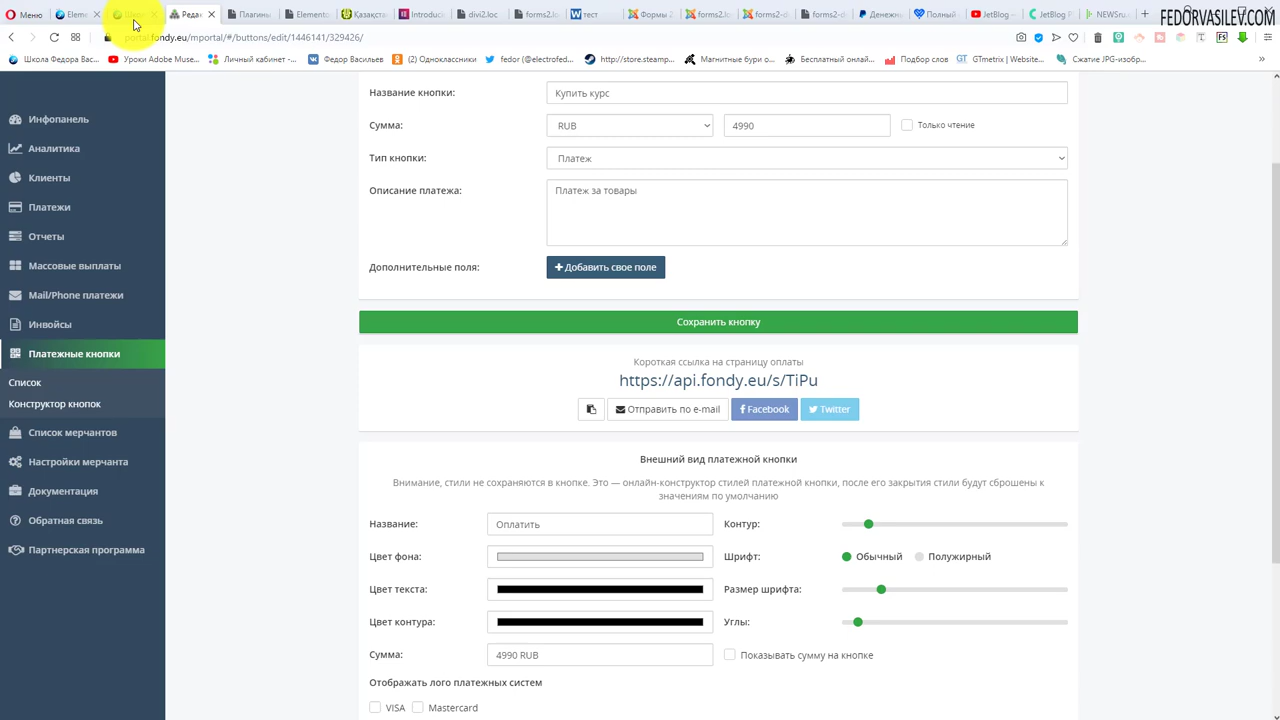 Меню
Elemе
Шко
Редак
Плагины
Elemento
Қазақста
Introduc
divi2.loc
forms2.lo
тест
Формы 2
forms2.lo
forms2-d
forms2-d
Денежны
Полный
JetBlog
JetBlog P
NEWSru.
FEDORVASILEV.COM
portal.fondy.eu/mportal/#/buttons/edit/1446141/329426/
Школа Федора Вас...
Уроки Adobe Muse...
Личный кабинет -...
Федор Васильев
(2) Одноклассники
fedor (@electrofed...
http://store.steamp...
Магнитные бури о...
Бесплатный онлай...
Подбор слов
GTmetrix | Website...
Сжатие JPG-изобр...
»
Инфопанель
Аналитика
Клиенты
Платежи
Отчеты
Массовые выплаты
Mail/Phone платежи
Инвойсы
Платежные кнопки
Список
Конструктор кнопок
Список мерчантов
Настройки мерчанта
Документация
Обратная связь
Партнерская программа
Название кнопки: Купить курс
Сумма: RUB 4990 Только чтение
Тип кнопки: Платеж
Описание платежа: Платеж за товары
Дополнительные поля: + Добавить свое поле
Сохранить кнопку
Короткая ссылка на страницу оплаты
https://api.fondy.eu/s/TiPu
Отправить по e-mail Facebook Twitter
Внешний вид платежной кнопки
Внимание, стили не сохраняются в кнопке. Это — онлайн-конструктор стилей платежной кнопки, после его закрытия стили будут сброшены к
значениям по умолчанию
Название: Оплатить Контур:
Цвет фона: Шрифт: Обычный Полужирный
Цвет текста: Размер шрифта:
Цвет контура: Углы:
Сумма: 4990 RUB Показывать сумму на кнопке
Отображать лого платежных систем
VISA Mastercard